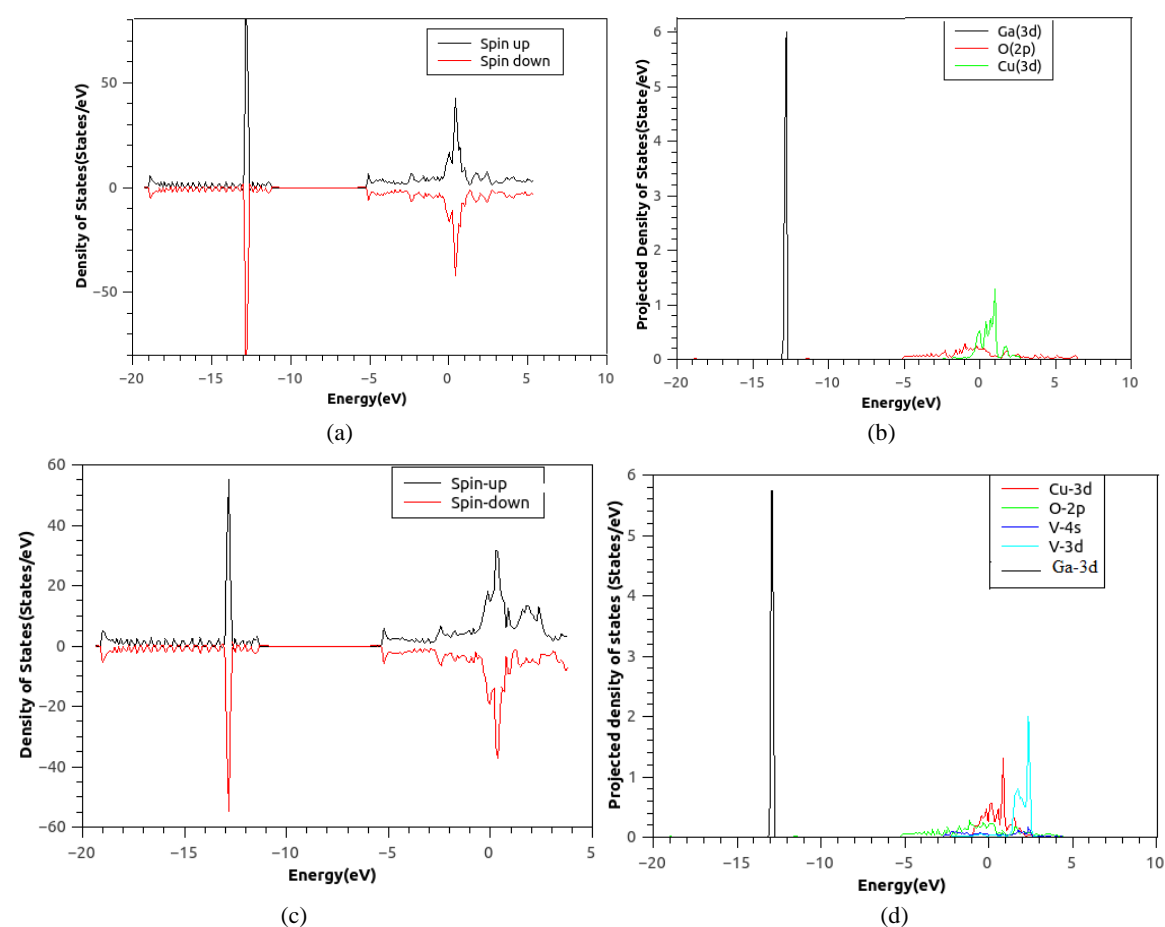 Spin up
Spin down
50
0
−50
Density of States(States/eV)
−20 −15 −10 −5 0 5 10
Energy(eV)
(a)
Ga(3d)
O(2p)
Cu(3d)
6
5
4
3
2
1
0
Projected Density of States(State/eV)
−20 −15 −10 −5 0 5 10
Energy(eV)
(b)
60
40
20
0
−20
−40
−60
Spin-up
Spin-down
Density of States(States/eV)
−20 −15 −10 −5 0 5
Energy(eV)
(c)
6
5
4
3
2
1
0
Cu-3d
O-2p
V-4s
V-3d
Ga-3d
Projected density of states (States/eV)
−20 −15 −10 −5 0 5 10
Energy(eV)
(d)